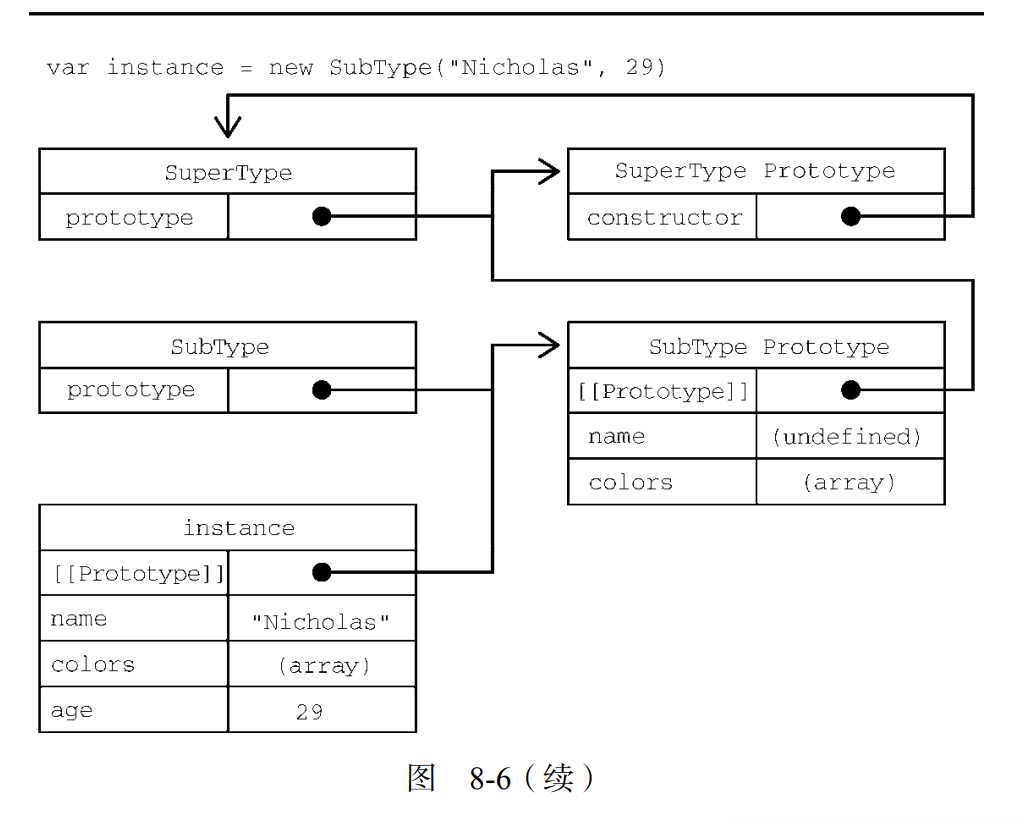 var instance = new SubType("Nicholas", 29)
SuperType
prototype
SuperType Prototype
constructor
SubType
prototype
SubType Prototype
[[Prototype]]
name (undefined)
colors (array)
instance
[[Prototype]]
name "Nicholas"
colors (array)
age 29
图 8-6（续）